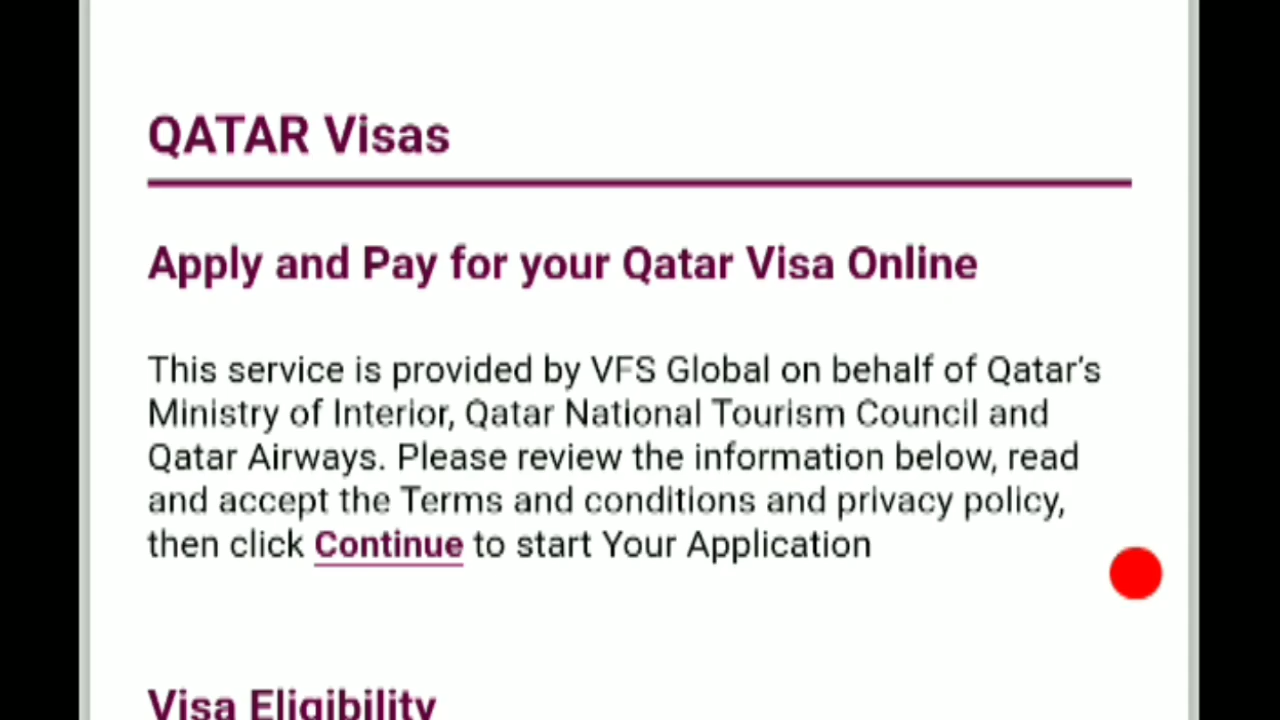 QATAR Visas
Apply and Pay for your Qatar Visa Online
This service is provided by VFS Global on behalf of Qatar's
Ministry of Interior, Qatar National Tourism Council and
Qatar Airways. Please review the information below, read
and accept the Terms and conditions and privacy policy,
then click Continue to start Your Application
Visa Eligibility